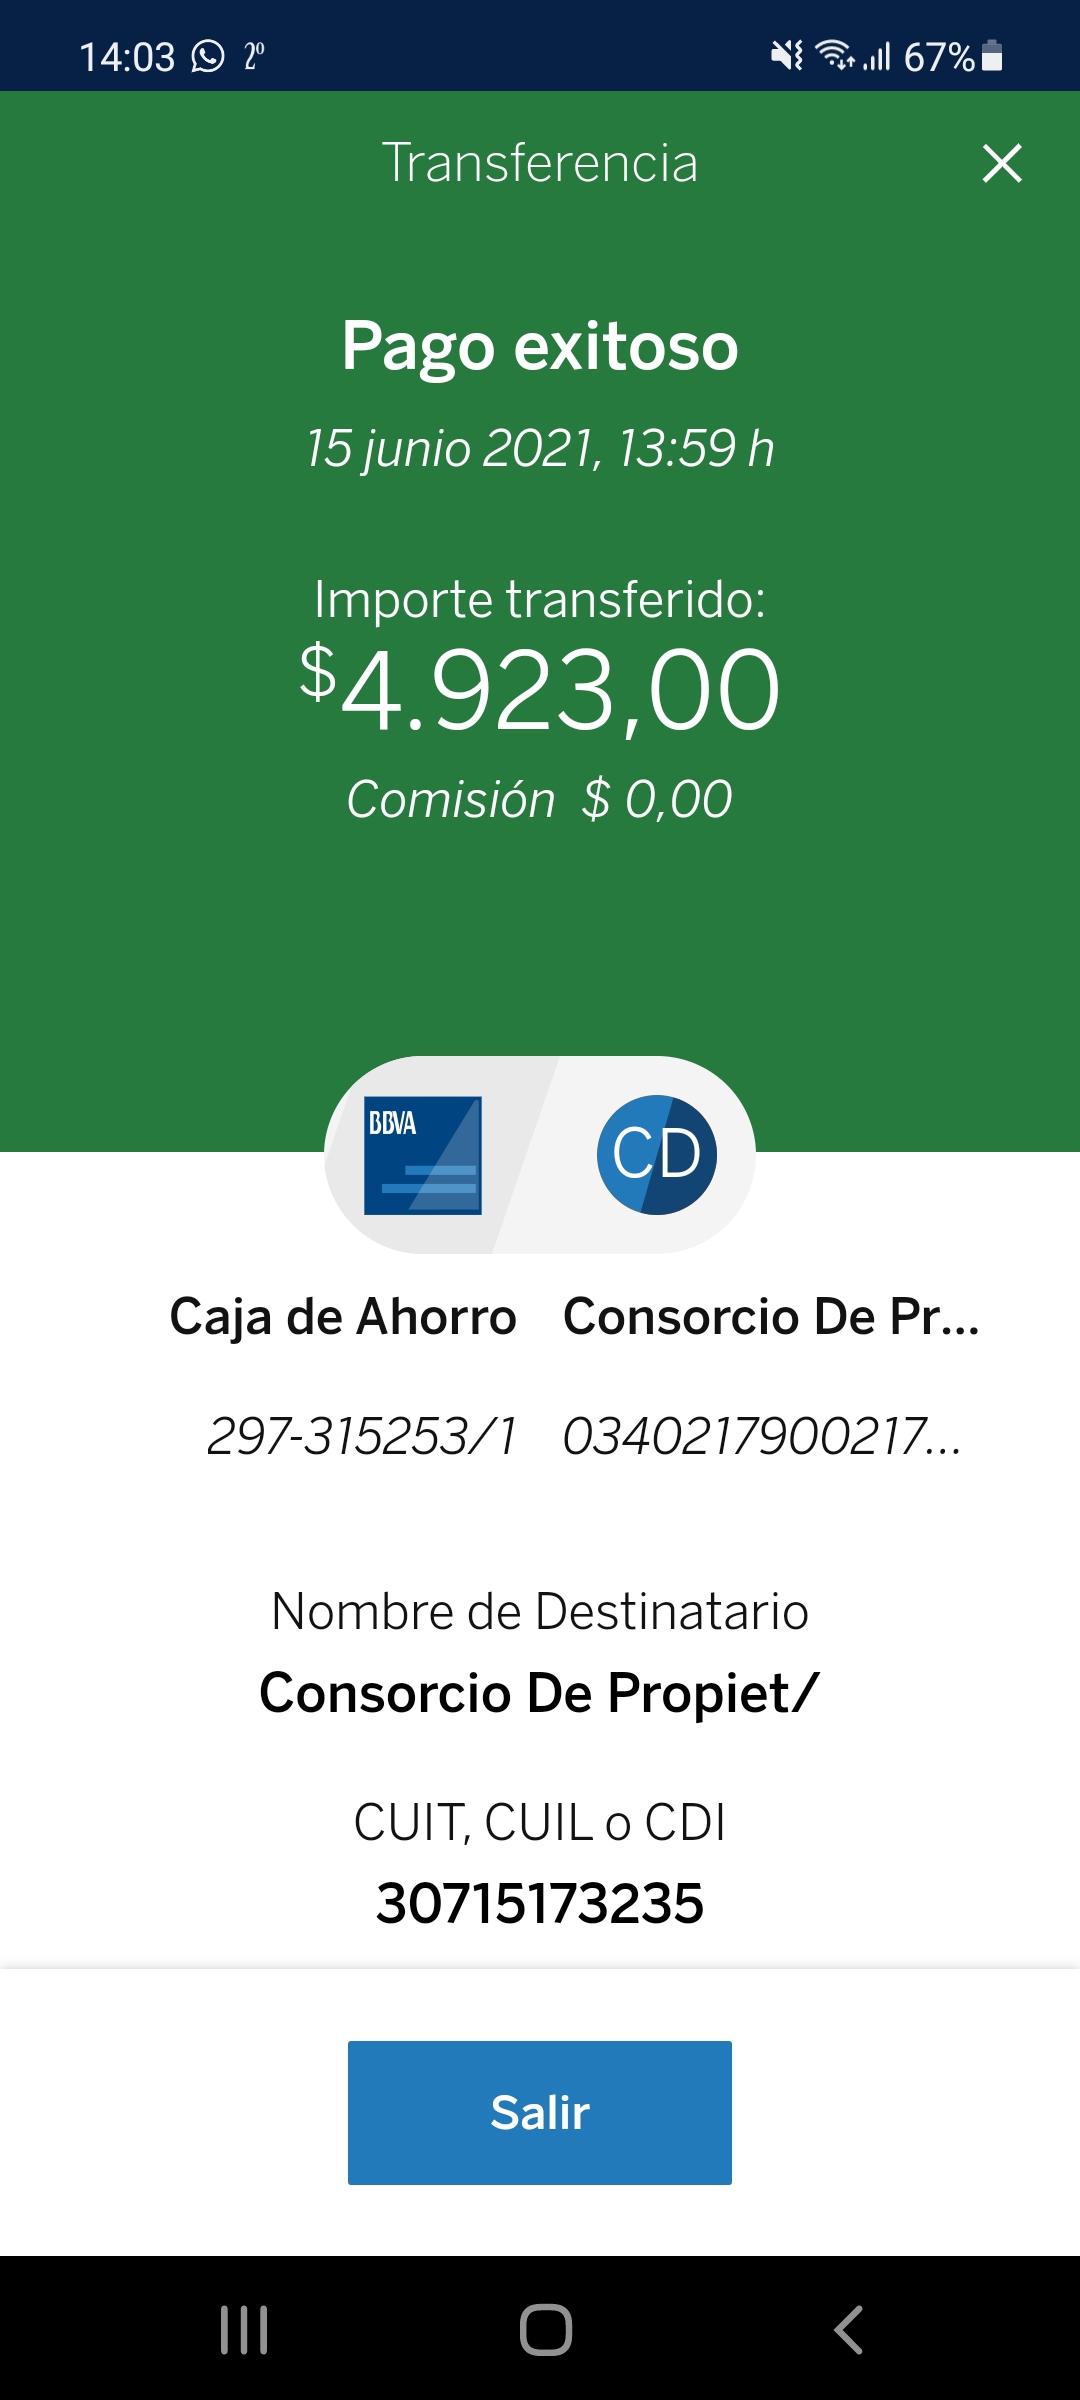 14:03 2º 67%
Transferencia
Pago exitoso
15 junio 2021, 13:59 h
Importe transferido:
$4.923,00
Comisión $ 0,00
BBVA CD
Caja de Ahorro Consorcio De Pr...
297-315253/1 0340217900217...
Nombre de Destinatario
Consorcio De Propiet/
CUIT, CUIL o CDI
30715173235
Salir